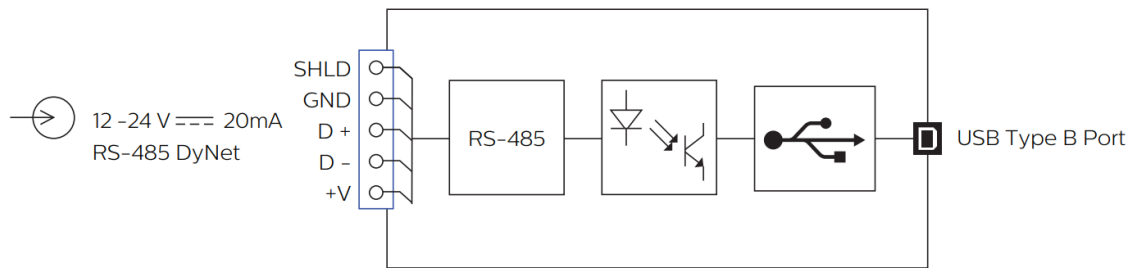 SHLD
GND
D +
D –
+V
12 -24 V ⎓ 20mA
RS-485 DyNet
RS-485
USB Type B Port